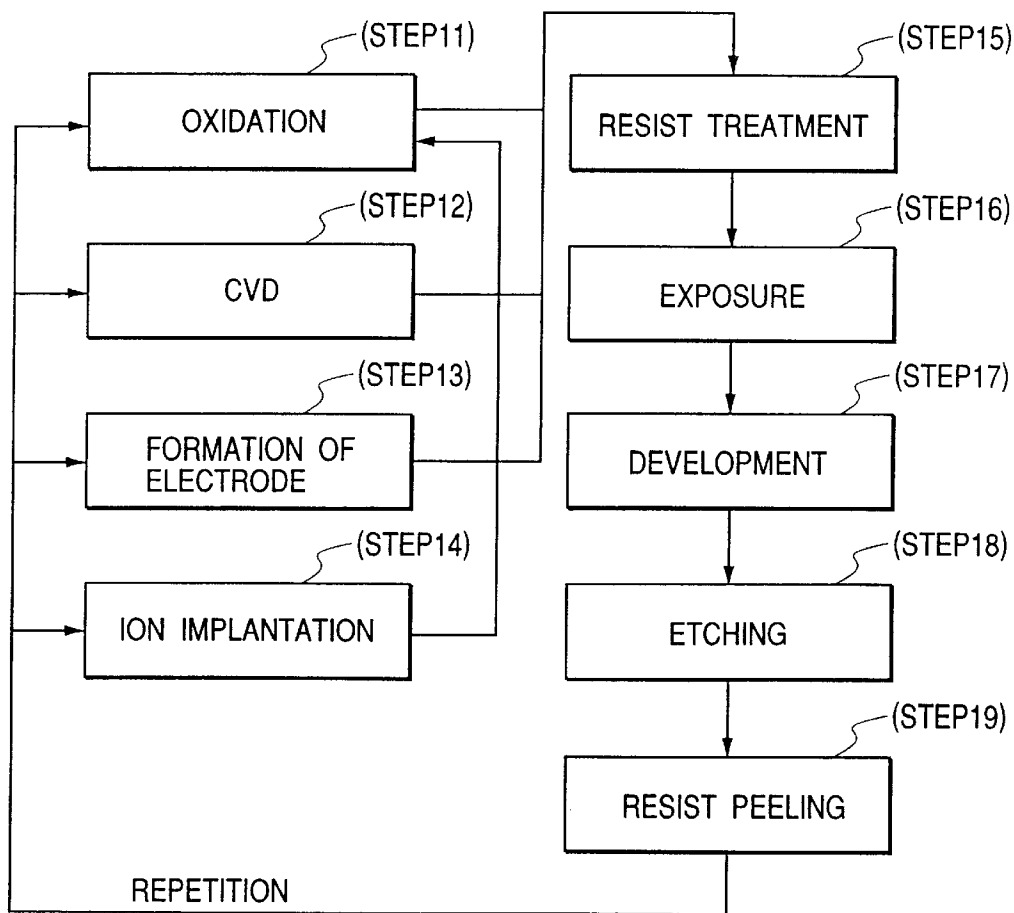 (STEP11)
OXIDATION
(STEP12)
CVD
(STEP13)
FORMATION OF
ELECTRODE
(STEP14)
ION IMPLANTATION
(STEP15)
RESIST TREATMENT
(STEP16)
EXPOSURE
(STEP17)
DEVELOPMENT
(STEP18)
ETCHING
(STEP19)
RESIST PEELING
REPETITION